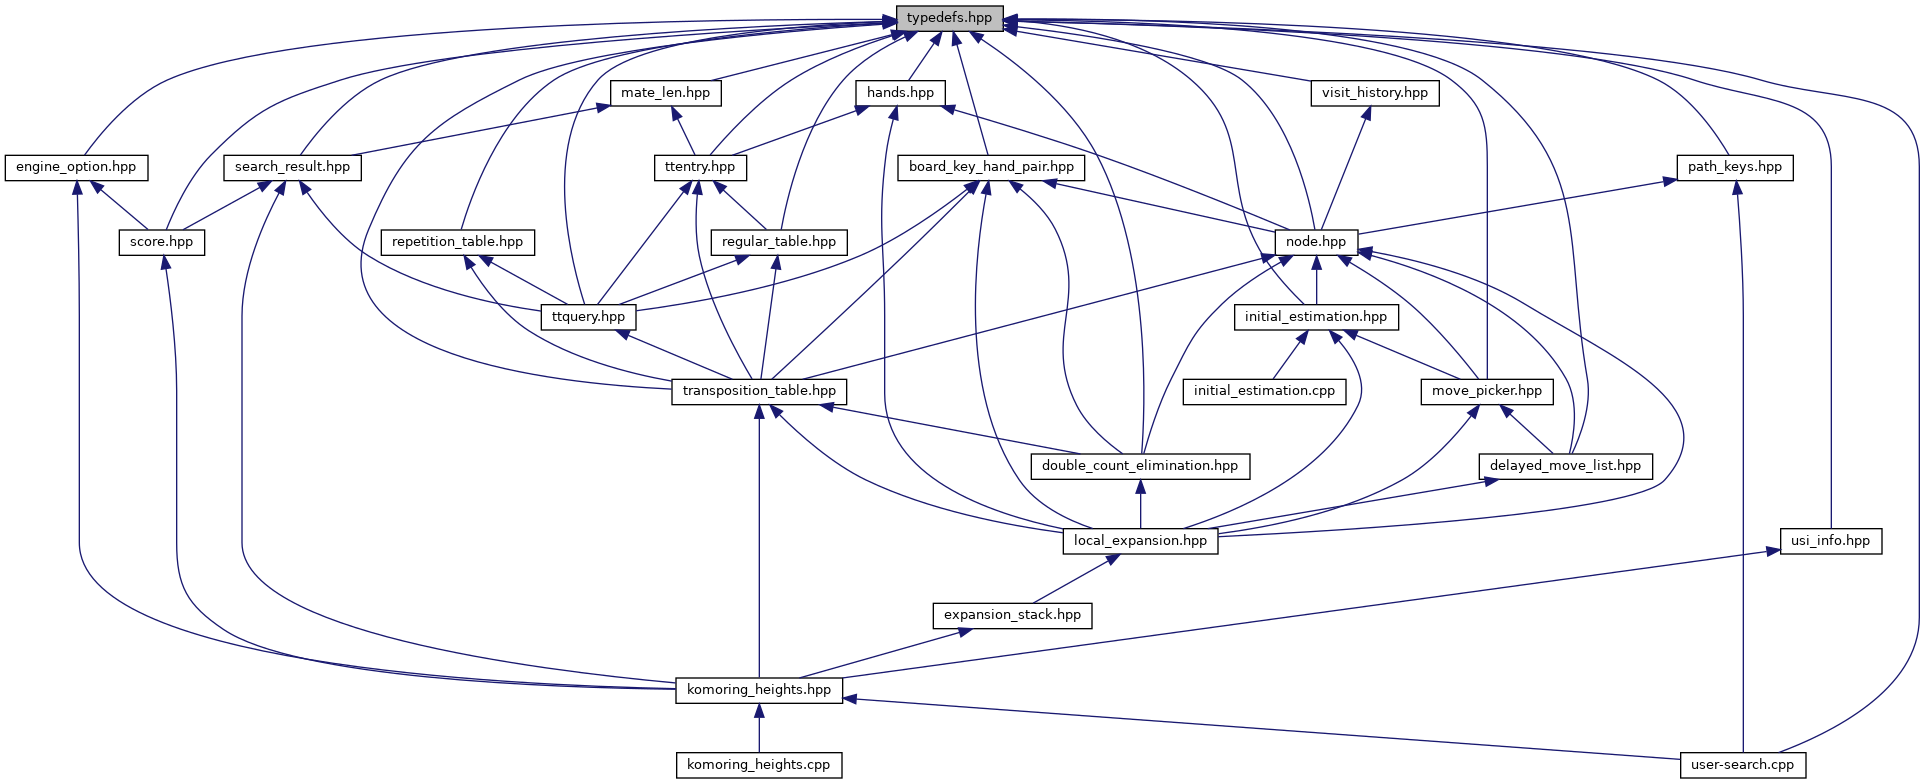 typedefs.hpp
mate_len.hpp
hands.hpp
visit_history.hpp
engine_option.hpp
search_result.hpp
ttentry.hpp
board_key_hand_pair.hpp
path_keys.hpp
score.hpp
repetition_table.hpp
regular_table.hpp
node.hpp
ttquery.hpp
initial_estimation.hpp
transposition_table.hpp
initial_estimation.cpp
move_picker.hpp
double_count_elimination.hpp
delayed_move_list.hpp
local_expansion.hpp
usi_info.hpp
expansion_stack.hpp
komoring_heights.hpp
komoring_heights.cpp
user-search.cpp